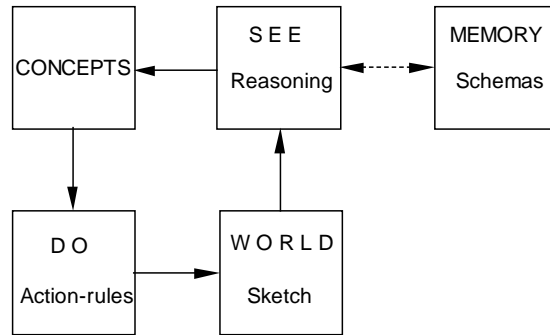 CONCEPTS
S E E
Reasoning
MEMORY
Schemas
D O
Action-rules
W O R L D
Sketch